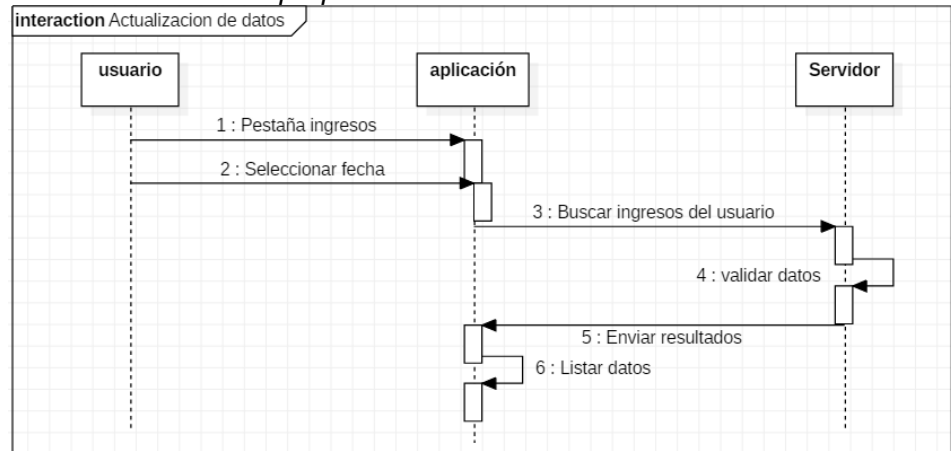 interaction Actualizacion de datos
usuario
aplicación
Servidor
1 : Pestaña ingresos
2 : Seleccionar fecha
3 : Buscar ingresos del usuario
4 : validar datos
5 : Enviar resultados
6 : Listar datos